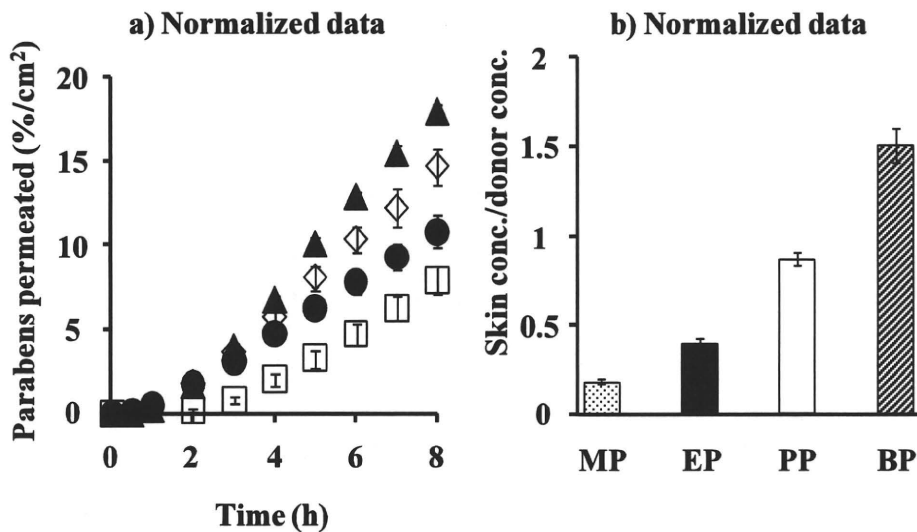 a) Normalized data
Parabens permeated (%/cm²)
20
15
10
5
0
0 2 4 6 8
Time (h)
b) Normalized data
Skin conc./donor conc.
2
1.5
1
0.5
0
MP EP PP BP